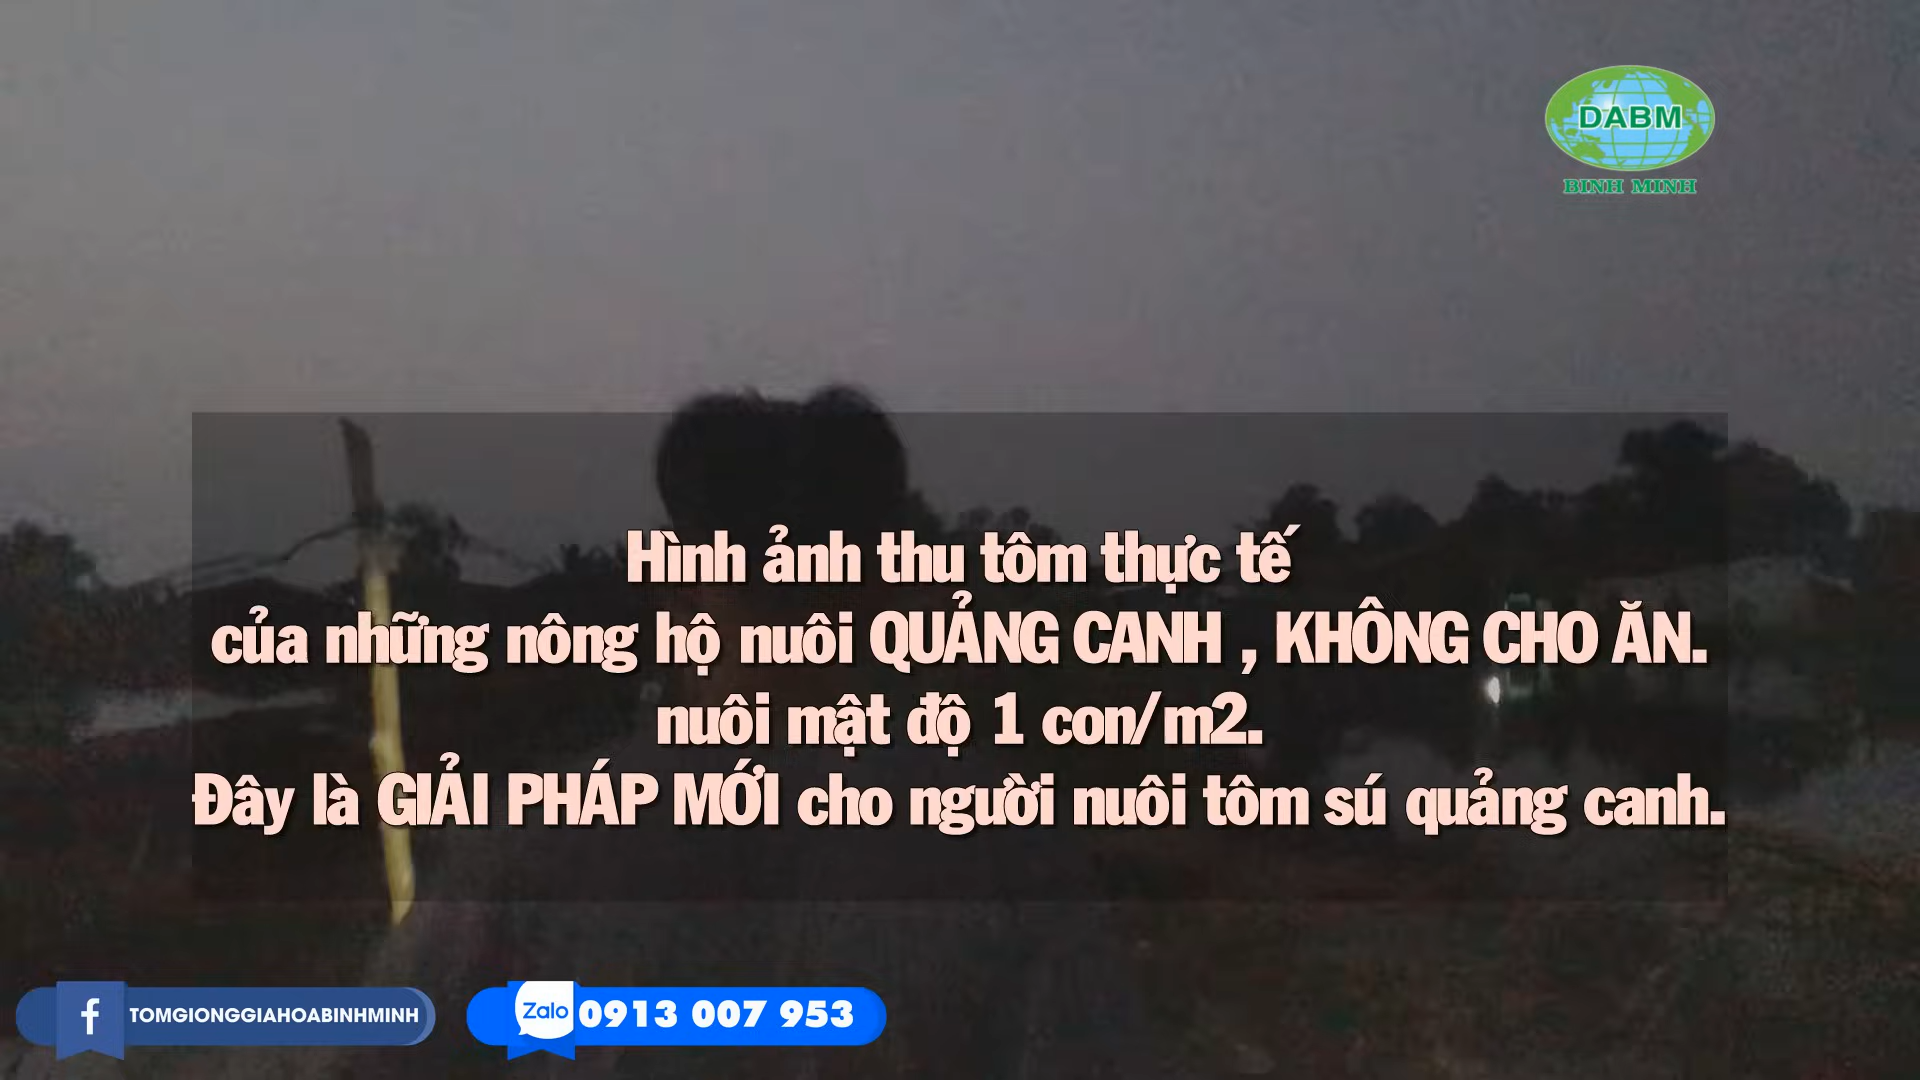 DABM
BINH MINH
Hình ảnh thu tôm thực tế
của những nông hộ nuôi QUẢNG CANH , KHÔNG CHO ĂN.
nuôi mật độ 1 con/m2.
Đây là GIẢI PHÁP MỚI cho người nuôi tôm sú quảng canh.
f TOMGIONGGIAHOABINHMINH
Zalo 0913 007 953